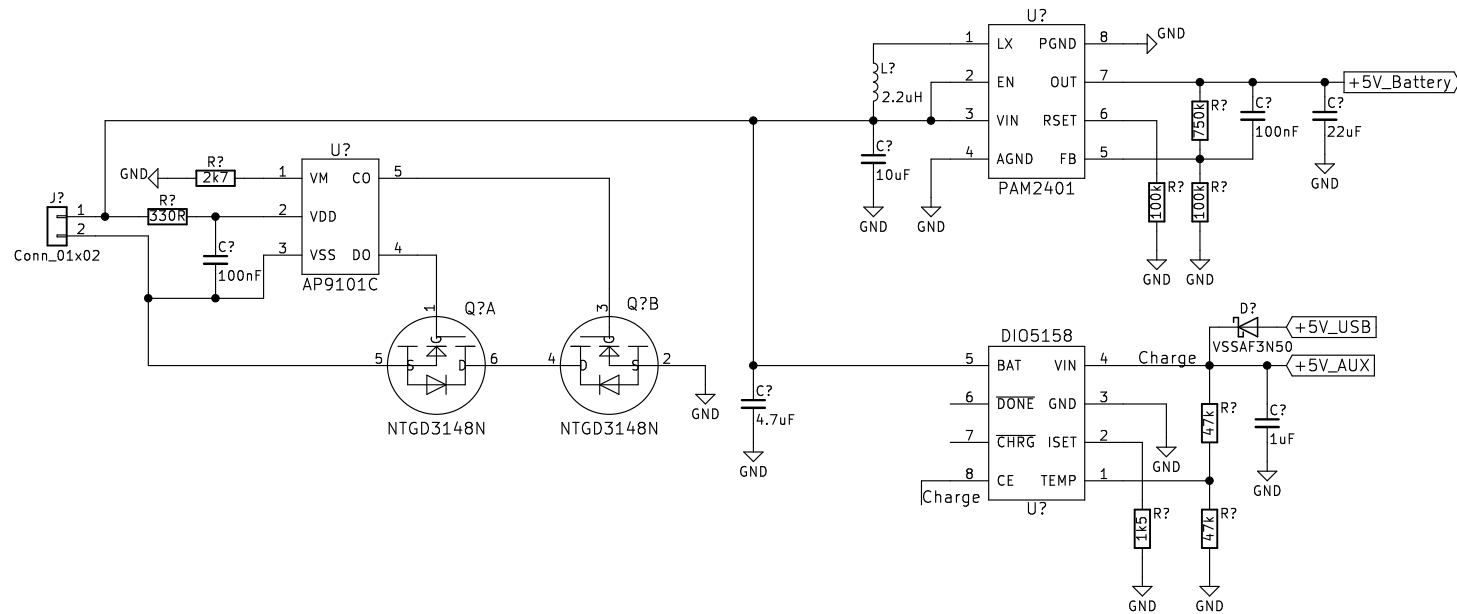 U?
1 LX PGND 8 GND
L?
2.2uH
2 EN OUT 7 +5V_Battery
R?
750k
C?
100nF
C?
22uF
3 VIN RSET 6
C?
10uF
4 AGND FB 5
PAM2401
100k R?
100k R?
GND
GND
GND
GND
GND
U?
GND R?
2k7
1 VM CO 5
J?
1
2
Conn_01x02
R?
330R
2 VDD
C?
100nF
3 VSS DO 4
AP9101C
1 Q?A
5 S D 6
NTGD3148N
3 Q?B
4 D S 2
NTGD3148N
GND
C?
4.7uF
GND
D?
+5V_USB
VSSAF3N50
DIO5158
5 BAT VIN 4 Charge +5V_AUX
6 DONE GND 3
7 CHRG ISET 2
8 CE TEMP 1
Charge
U?
GND
47k R?
C?
1uF
GND
1k5 R?
47k R?
GND
GND